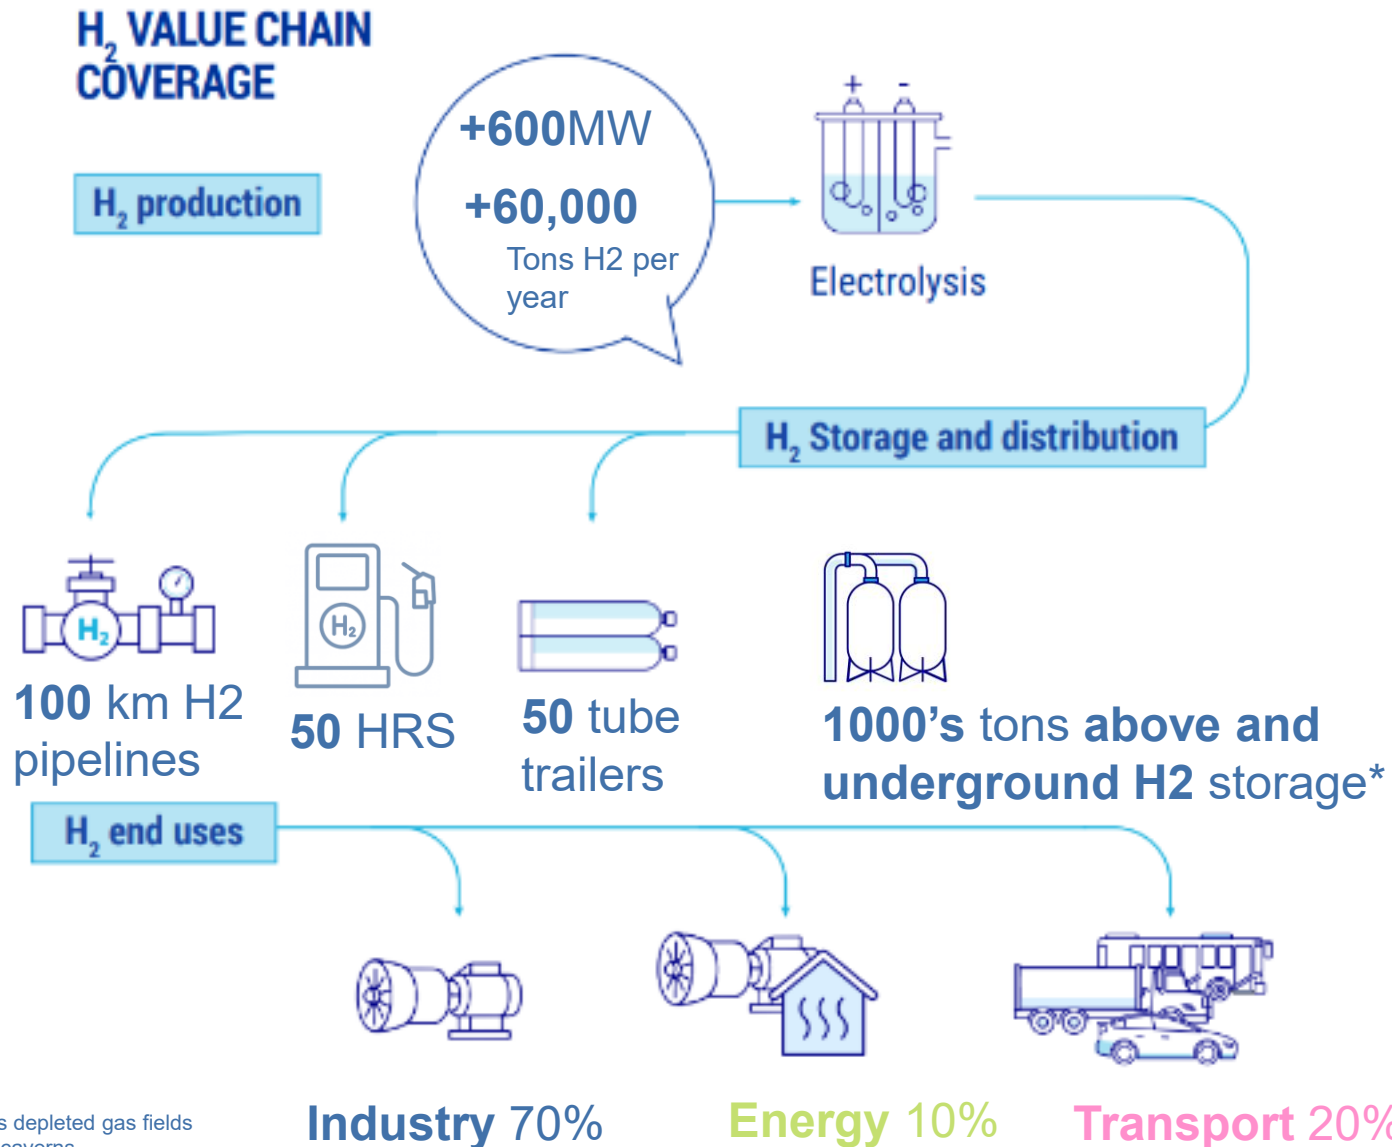 H₂ VALUE CHAIN
COVERAGE
H₂ production
+600MW
+60,000
Tons H2 per
year
+ -
Electrolysis
H₂ Storage and distribution
H₂
H₂
100 km H2
pipelines
50 HRS
50 tube
trailers
1000’s tons above and
underground H2 storage*
H₂ end uses
Industry 70%
Energy 10%
Transport 20%
depleted gas fields